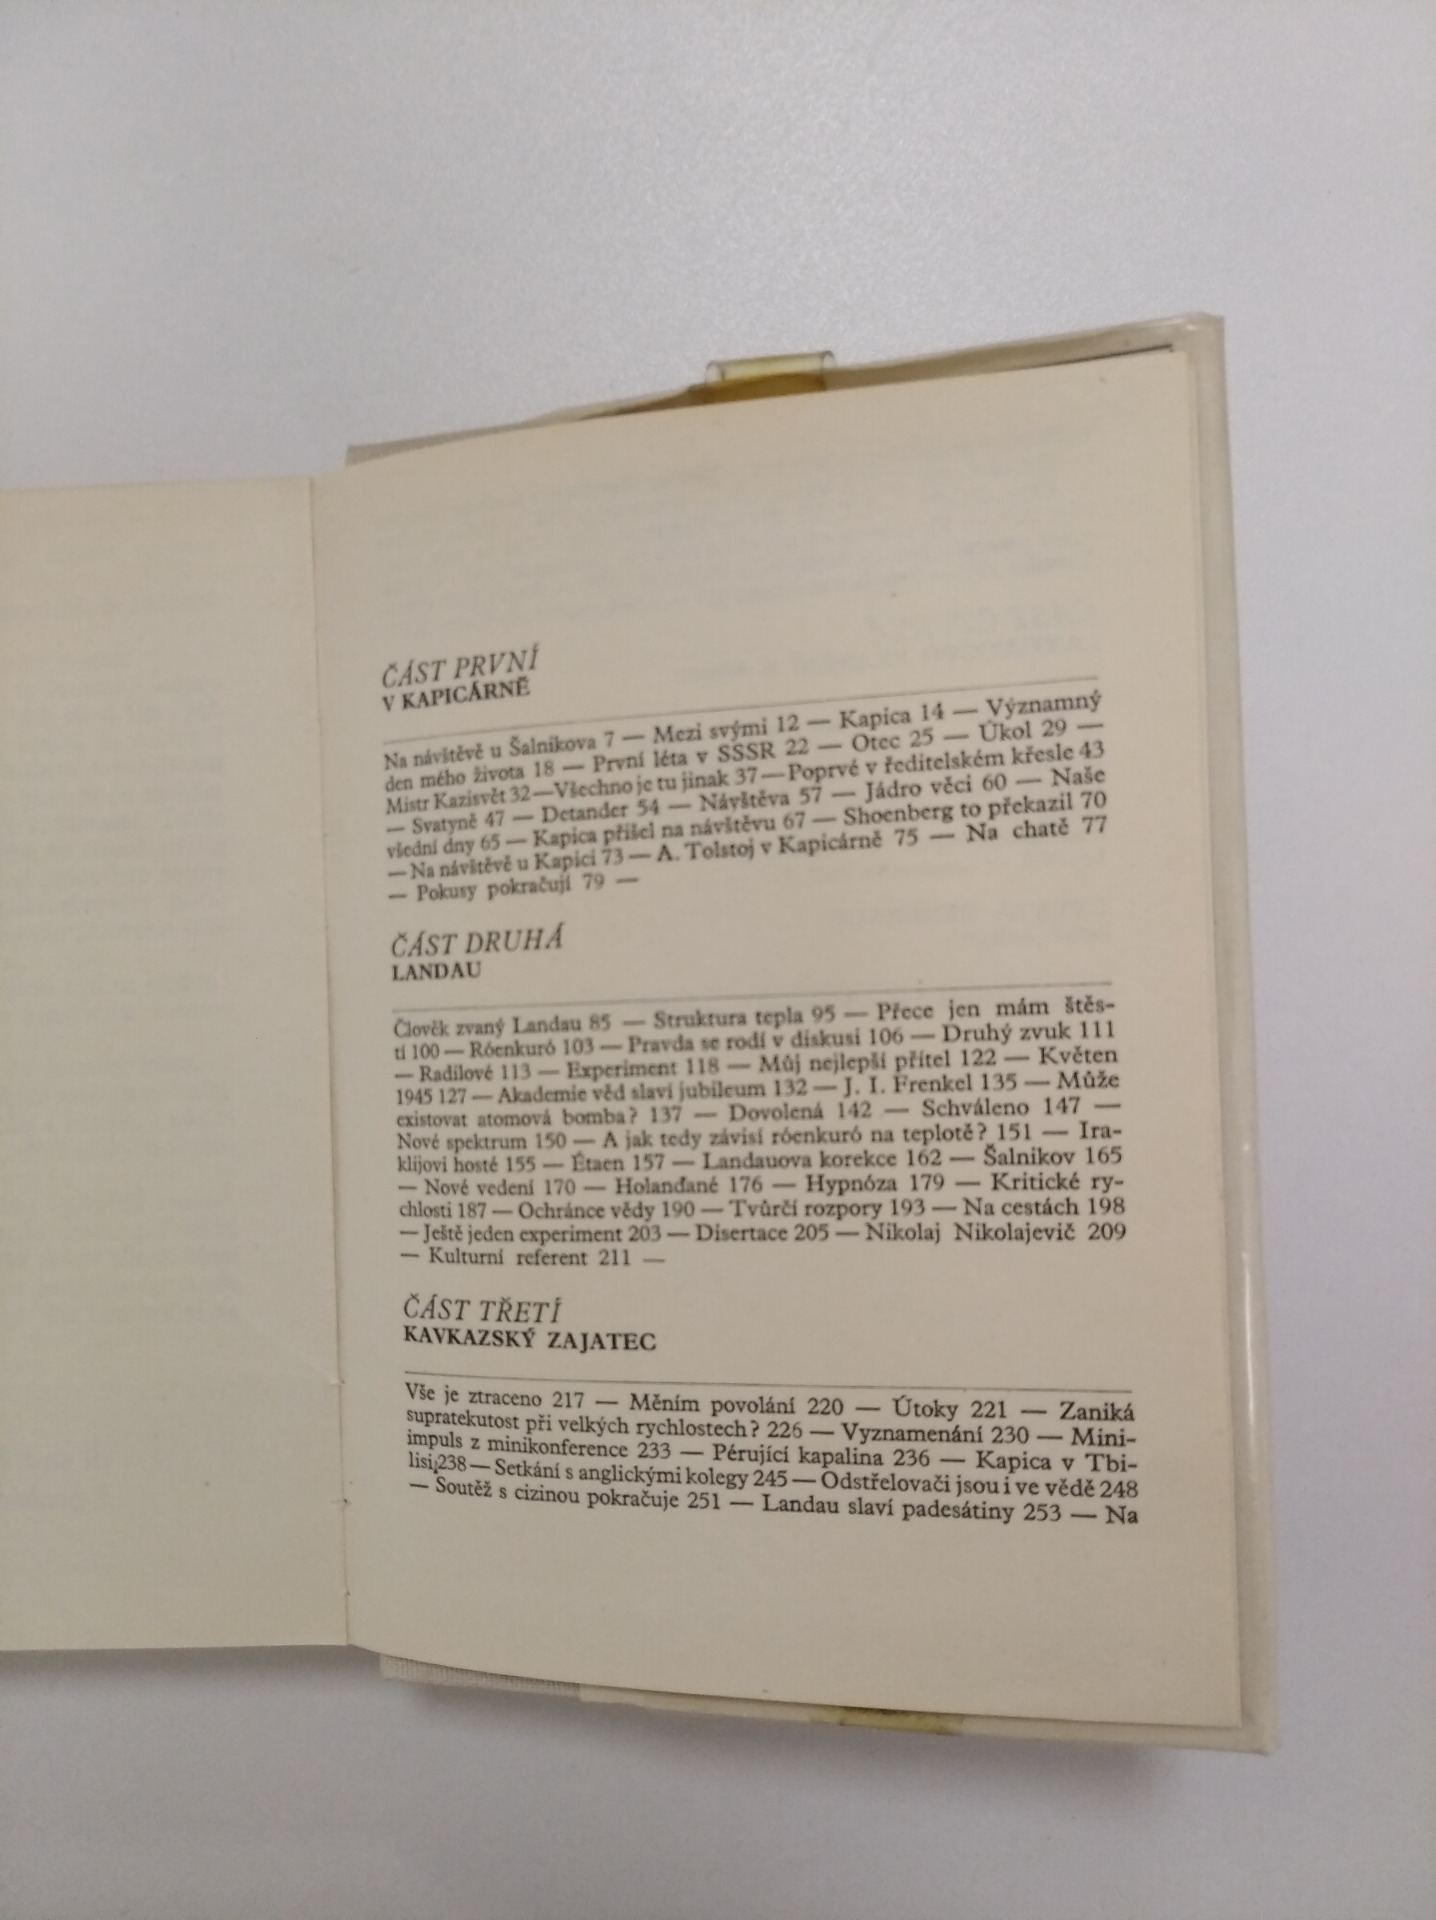 ČÁST PRVNÍ
V KAPICÁRNĚ
Na návštěvě u Šalnikova 7 — Mezi svými 12 — Kapica 14 — Významný
den mého života 18 — První léta v SSSR 22 — Otec 25 — Úkol 29 —
Mistr Kazisvět 32 — Všechno je tu jinak 37 — Poprvé v ředitelském křesle 43
— Svatyně 47 — Detander 54 — Návštěva 57 — Jádro věci 60 — Naše
všední dny 65 — Kapica přišel na návštěvu 67 — Shoenberg to překazil 70
— Na návštěvě u Kapici 73 — A. Tolstoj v Kapicárně 75 — Na chatě 77
— Pokusy pokračují 79 —
ČÁST DRUHÁ
LANDAU
Člověk zvaný Landau 85 — Struktura tepla 95 — Přece jen mám štěs-
tí 100 — Róenkuró 103 — Pravda se rodí v diskusi 106 — Druhý zvuk 111
— Radilové 113 — Experiment 118 — Můj nejlepší přítel 122 — Květen
1945 127 — Akademie věd slaví jubileum 132 — J. I. Frenkel 135 — Může
existovat atomová bomba? 137 — Dovolená 142 — Schváleno 147 —
Nové spektrum 150 — A jak tedy závisí róenkuró na teplotě? 151 — Ira-
klijovi hosté 155 — Étaen 157 — Landauova korekce 162 — Šalnikov 165
— Nové vedení 170 — Holanďané 176 — Hypnóza 179 — Kritické ry-
chlosti 187 — Ochránce vědy 190 — Tvůrčí rozpory 193 — Na cestách 198
— Ještě jeden experiment 203 — Disertace 205 — Nikolaj Nikolajevič 209
— Kulturní referent 211 —
ČÁST TŘETÍ
KAVKAZSKÝ ZAJATEC
Vše je ztraceno 217 — Měním povolání 220 — Útoky 221 — Zaniká
supratekutost při velkých rychlostech? 226 — Vyznamenání 230 — Mini-
impuls z minikonference 233 — Pérující kapalina 236 — Kapica v Tbi-
lisi 238 — Setkání s anglickými kolegy 245 — Odstřelovači jsou i ve vědě 248
— Soutěž s cizinou pokračuje 251 — Landau slaví padesátiny 253 — Na